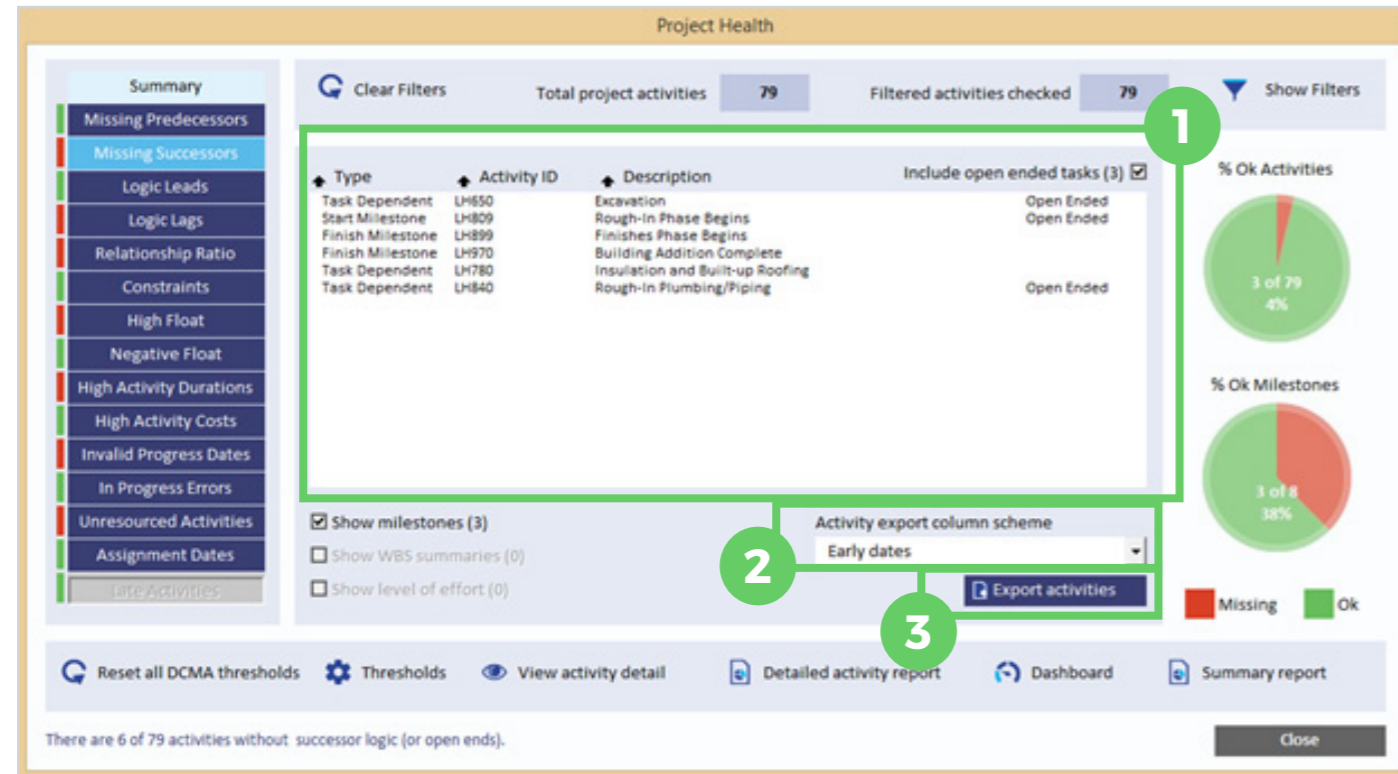 Project Health
Summary
Missing Predecessors
Missing Successors
Logic Leads
Logic Lags
Relationship Ratio
Constraints
High Float
Negative Float
High Activity Durations
High Activity Costs
Invalid Progress Dates
In Progress Errors
Unresourced Activities
Assignment Dates
Late Activities
Clear Filters Total project activities 79 Filtered activities checked 79 Show Filters
1
Type Activity ID Description Include open ended tasks (3)
Task Dependent LH650 Excavation Open Ended
Start Milestone LH809 Rough-In Phase Begins Open Ended
Finish Milestone LH899 Finishes Phase Begins
Finish Milestone LH970 Building Addition Complete
Task Dependent LH780 Insulation and Built-up Roofing
Task Dependent LH840 Rough-In Plumbing/Piping Open Ended
Show milestones (3)
Show WBS summaries (0)
Show level of effort (0)
2
Activity export column scheme
Early dates
3
Export activities
% Ok Activities
3 of 79
4%
% Ok Milestones
3 of 8
38%
Missing Ok
Reset all DCMA thresholds Thresholds View activity detail Detailed activity report Dashboard Summary report
There are 6 of 79 activities without successor logic (or open ends).
Close